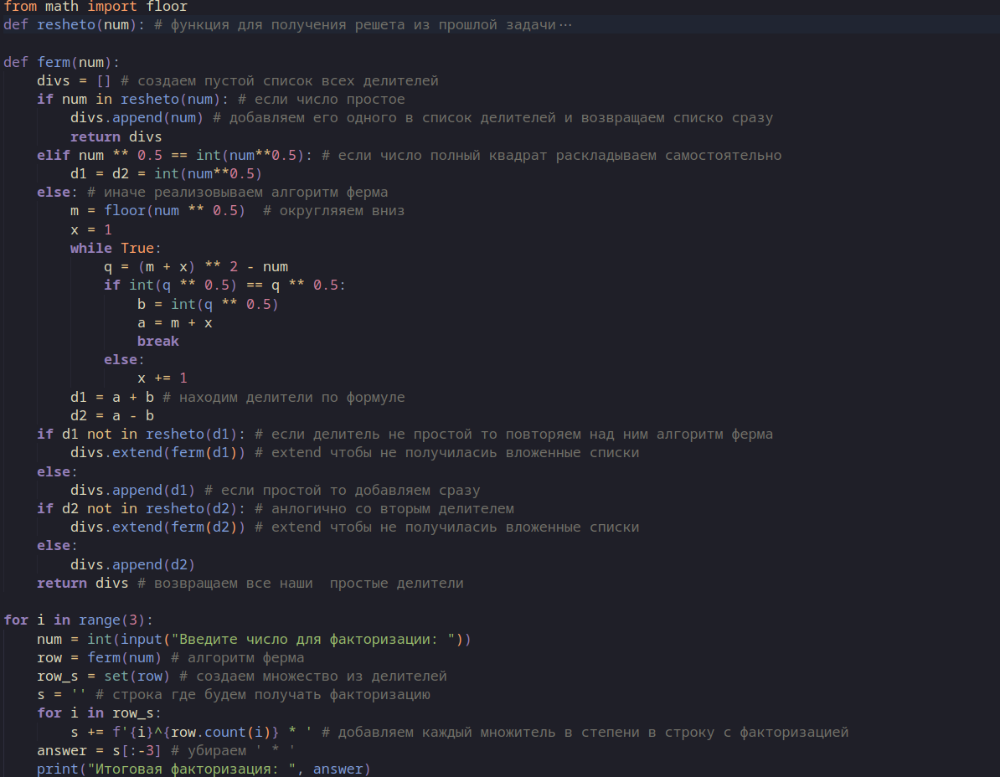 from math import floor
def resheto(num): # функция для получения решета из прошлой задачи···

def ferm(num):
    divs = [] # создаем пустой список всех делителей
    if num in resheto(num): # если число простое
        divs.append(num) # добавляем его одного в список делителей и возвращаем списко сразу
        return divs
    elif num ** 0.5 == int(num**0.5): # если число полный квадрат раскладываем самостоятельно
        d1 = d2 = int(num**0.5)
    else: # иначе реализовываем алгоритм ферма
        m = floor(num ** 0.5)  # округляяем вниз
        x = 1
        while True:
            q = (m + x) ** 2 - num
            if int(q ** 0.5) == q ** 0.5:
                b = int(q ** 0.5)
                a = m + x
                break
            else:
                x += 1
        d1 = a + b # находим делители по формуле
        d2 = a - b
    if d1 not in resheto(d1): # если делитель не простой то повторяем над ним алгоритм ферма
        divs.extend(ferm(d1)) # extend чтобы не получиласиь вложенные списки
    else:
        divs.append(d1) # если простой то добавляем сразу
    if d2 not in resheto(d2): # анлогично со вторым делителем
        divs.extend(ferm(d2)) # extend чтобы не получиласиь вложенные списки
    else:
        divs.append(d2)
    return divs # возвращаем все наши  простые делители

for i in range(3):
    num = int(input("Введите число для факторизации: "))
    row = ferm(num) # алгоритм ферма
    row_s = set(row) # создаем множество из делителей
    s = '' # строка где будем получать факторизацию
    for i in row_s:
        s += f'{i}^{row.count(i)} * ' # добавляем каждый множитель в степени в строку с факторизацией
    answer = s[:-3] # убираем ' * '
    print("Итоговая факторизация: ", answer)